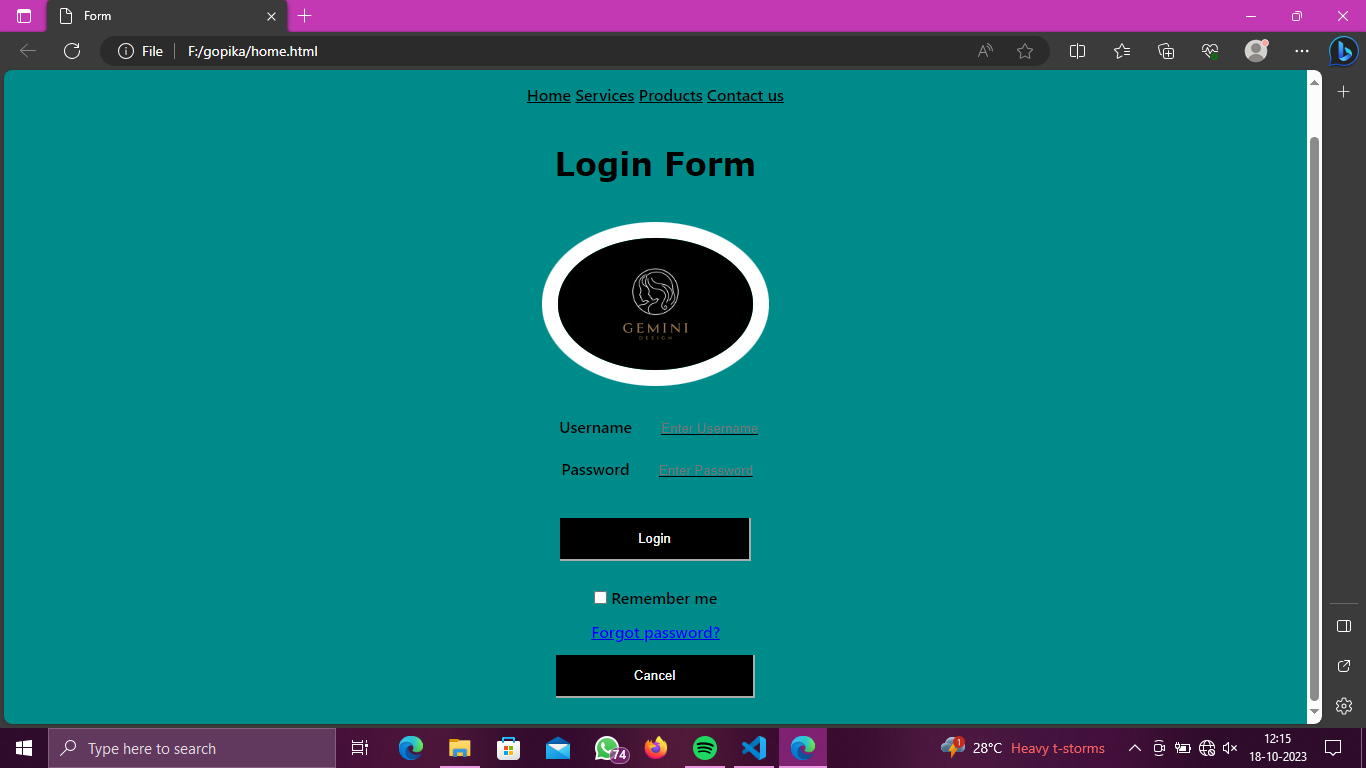 Form
File F:/gopika/home.html
Home Services Products Contact us
Login Form
GEMINI
DESIGN
Username Enter Username
Password Enter Password
Login
Remember me
Forgot password?
Cancel
Type here to search
74
1
28°C Heavy t-storms
12:15
18-10-2023